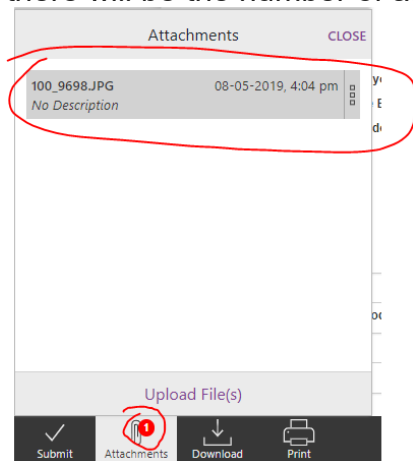 there will be the number of a
Attachments CLOSE
100_9698.JPG 08-05-2019, 4:04 pm
No Description
Upload File(s)
1
Submit Attachments Download Print